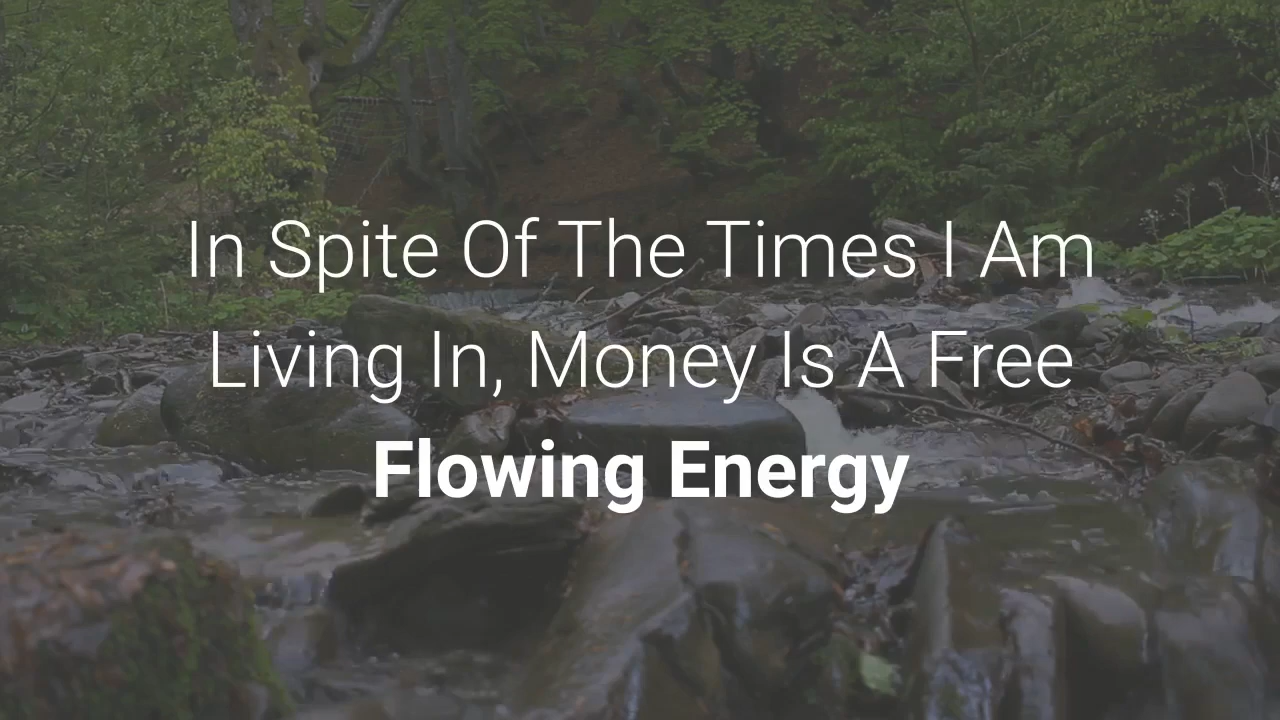 In Spite Of The Times I Am
Living In, Money Is A Free
Flowing Energy